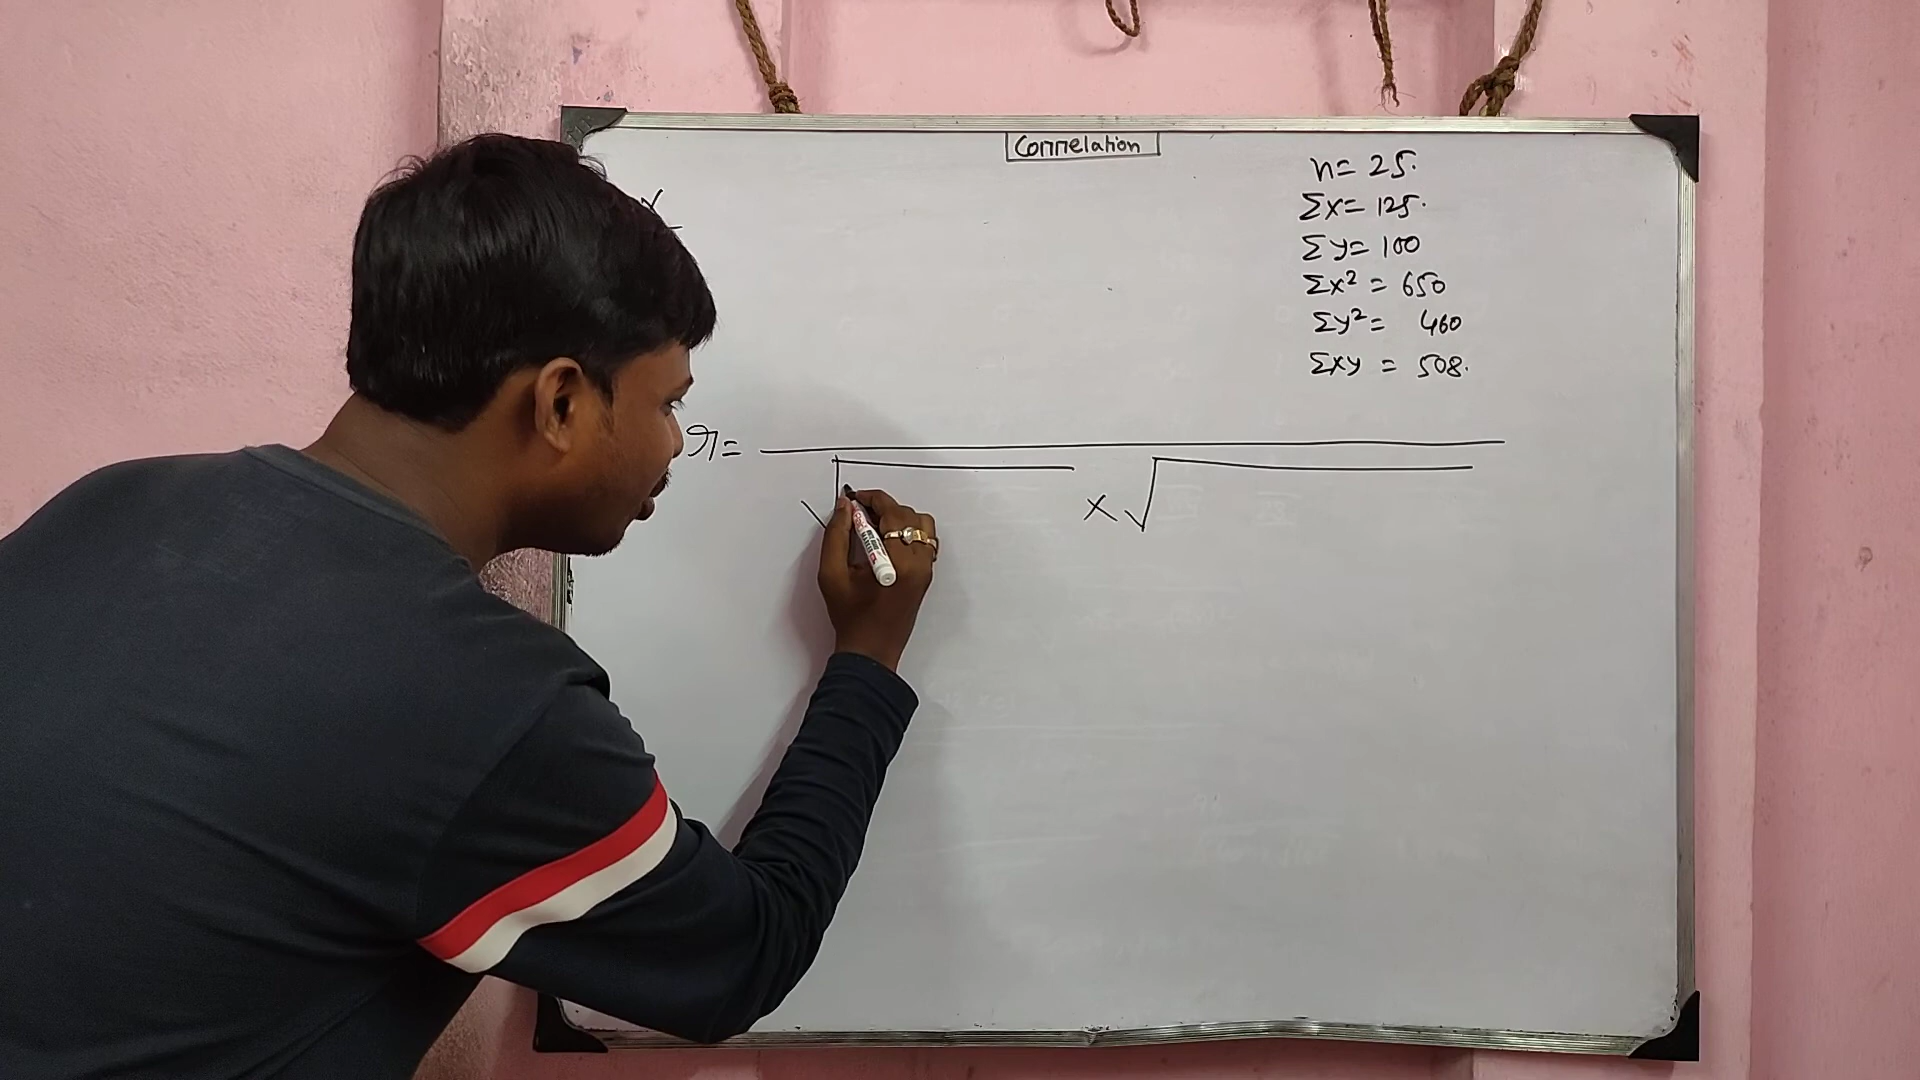 Correlation
n = 25.
Σx = 125.
Σy = 100
Σx² = 650
Σy² = 460
Σxy = 508.
r =
× √